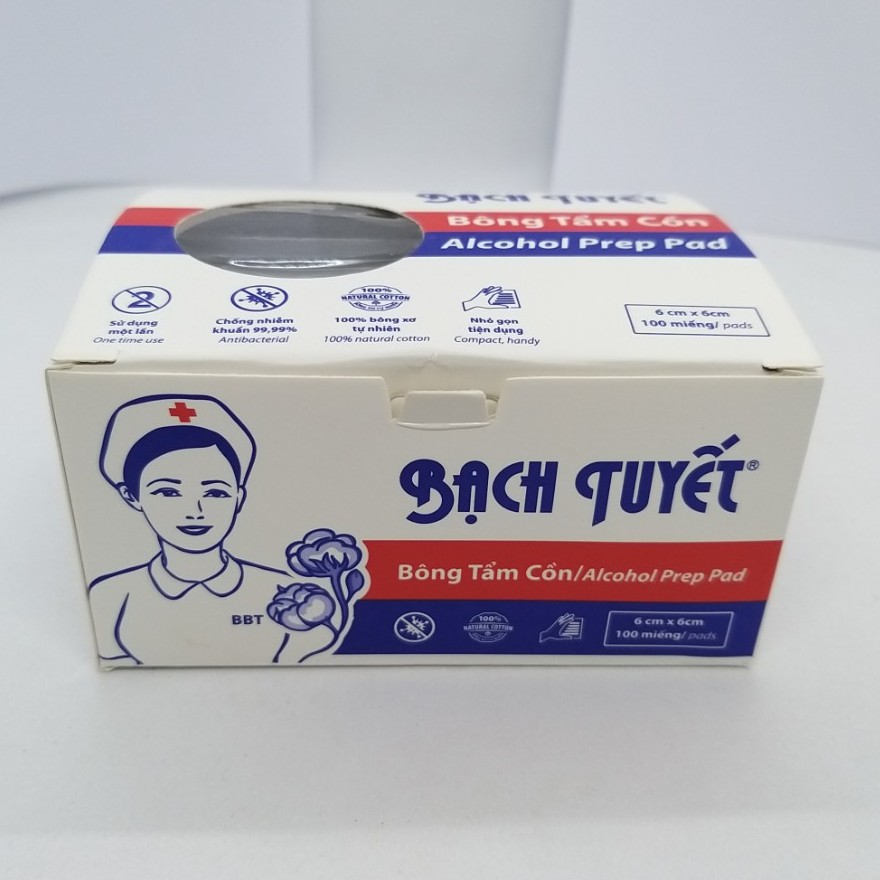 BẠCH TUYẾT
Bông Tẩm Cồn
Alcohol Prep Pad
2
Sử dụng
một lần
One time use
Chống nhiễm
khuẩn 99,99%
Antibacterial
100%
NATURAL COTTON
100% bông xơ
tự nhiên
100% natural cotton
Nhỏ gọn
tiện dụng
Compact, handy
6 cm x 6cm
100 miếng/ pads
BẠCH TUYẾT®
Bông Tẩm Cồn/Alcohol Prep Pad
BBT
100%
NATURAL COTTON
6 cm x 6cm
100 miếng/ pads